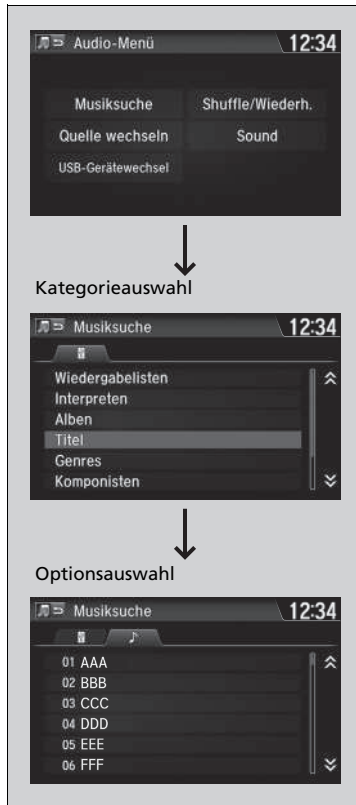 Audio-Menü 12:34
Musiksuche Shuffle/Wiederh.
Quelle wechseln Sound
USB-Gerätewechsel
Kategorieauswahl
Musiksuche 12:34
Wiedergabelisten
Interpreten
Alben
Titel
Genres
Komponisten
Optionsauswahl
Musiksuche 12:34
01 AAA
02 BBB
03 CCC
04 DDD
05 EEE
06 FFF